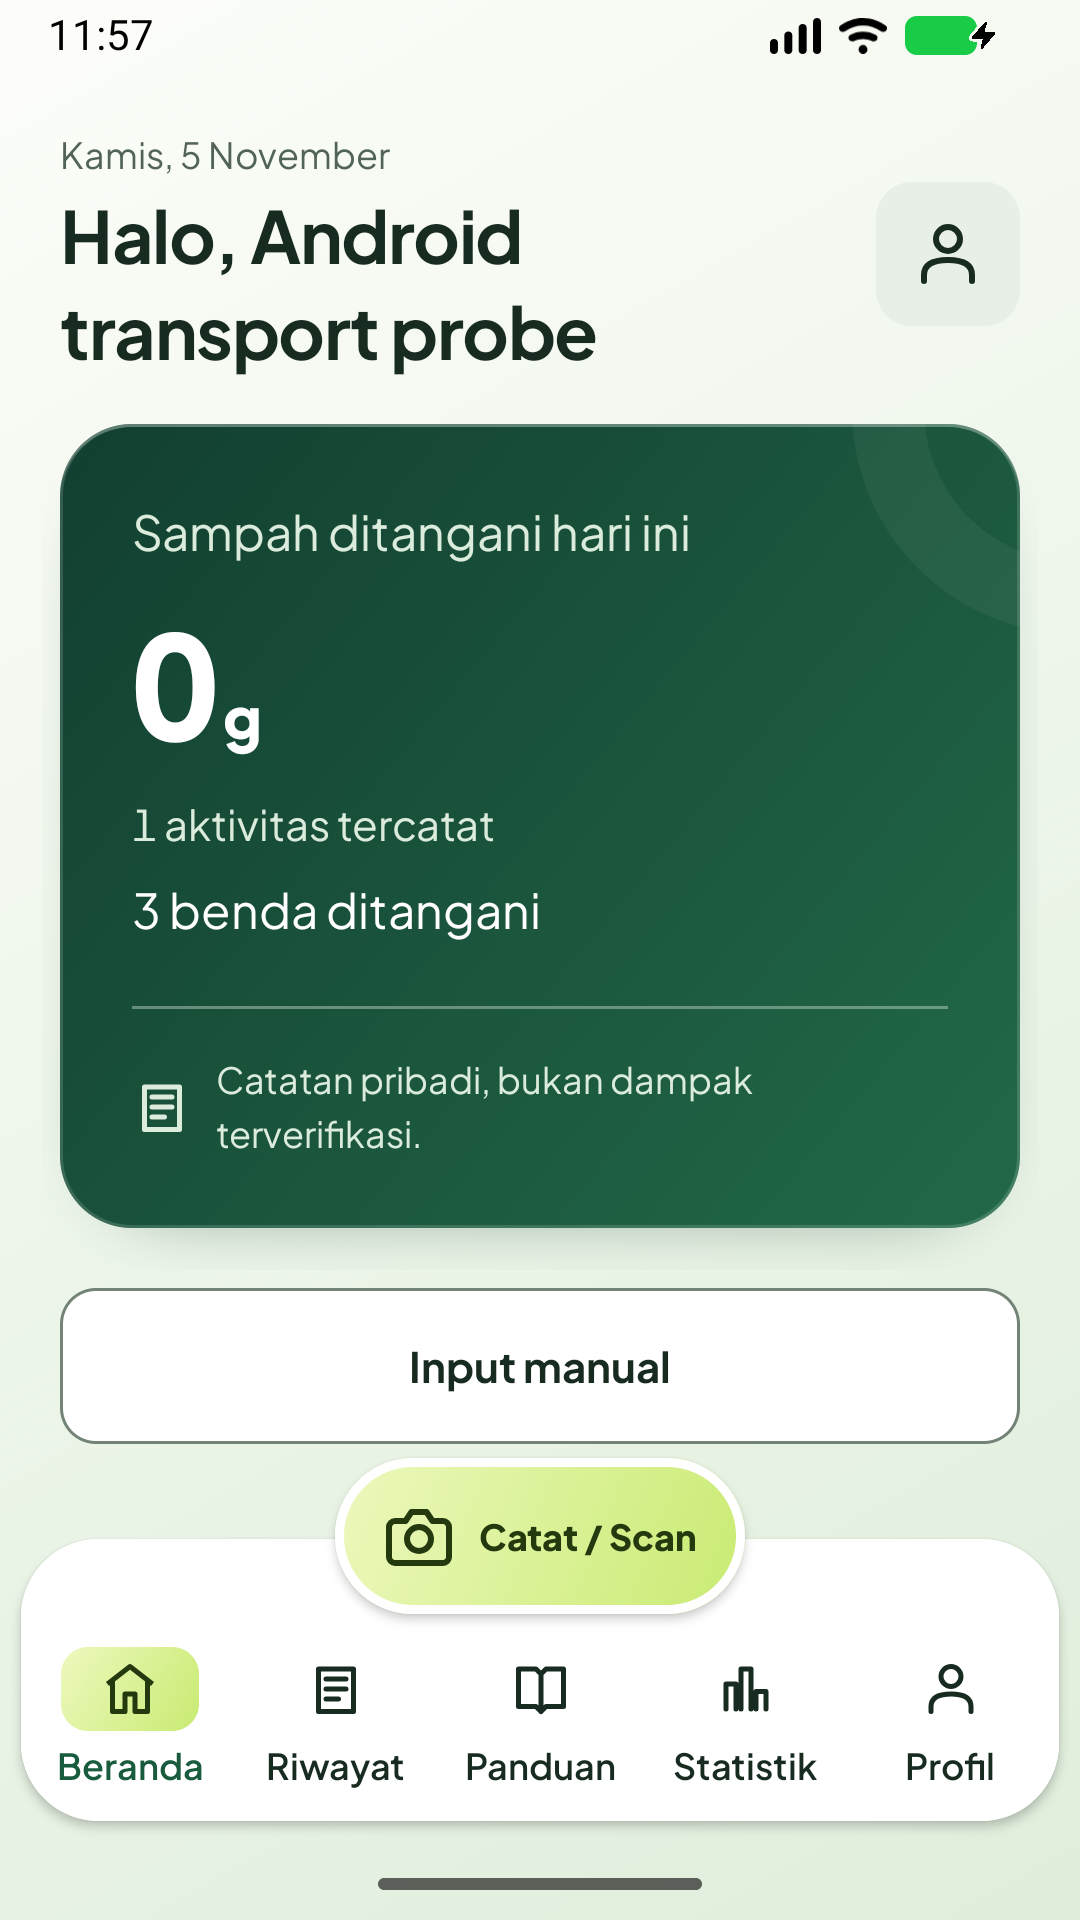 11:57
Kamis, 5 November
Halo, Android
transport probe
Sampah ditangani hari ini
0 g
1 aktivitas tercatat
3 benda ditangani
Catatan pribadi, bukan dampak
terverifikasi.
Input manual
Catat / Scan
Beranda Riwayat Panduan Statistik Profil